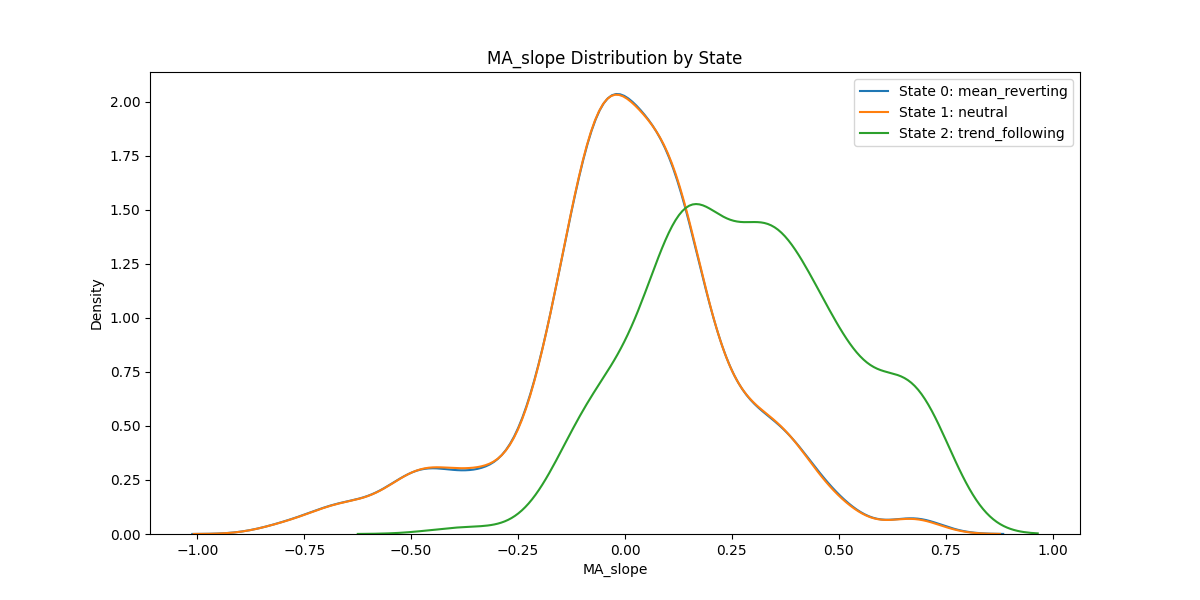 MA_slope Distribution by State
State 0: mean_reverting
State 1: neutral
State 2: trend_following
Density
2.00
1.75
1.50
1.25
1.00
0.75
0.50
0.25
0.00
−1.00 −0.75 −0.50 −0.25 0.00 0.25 0.50 0.75 1.00
MA_slope